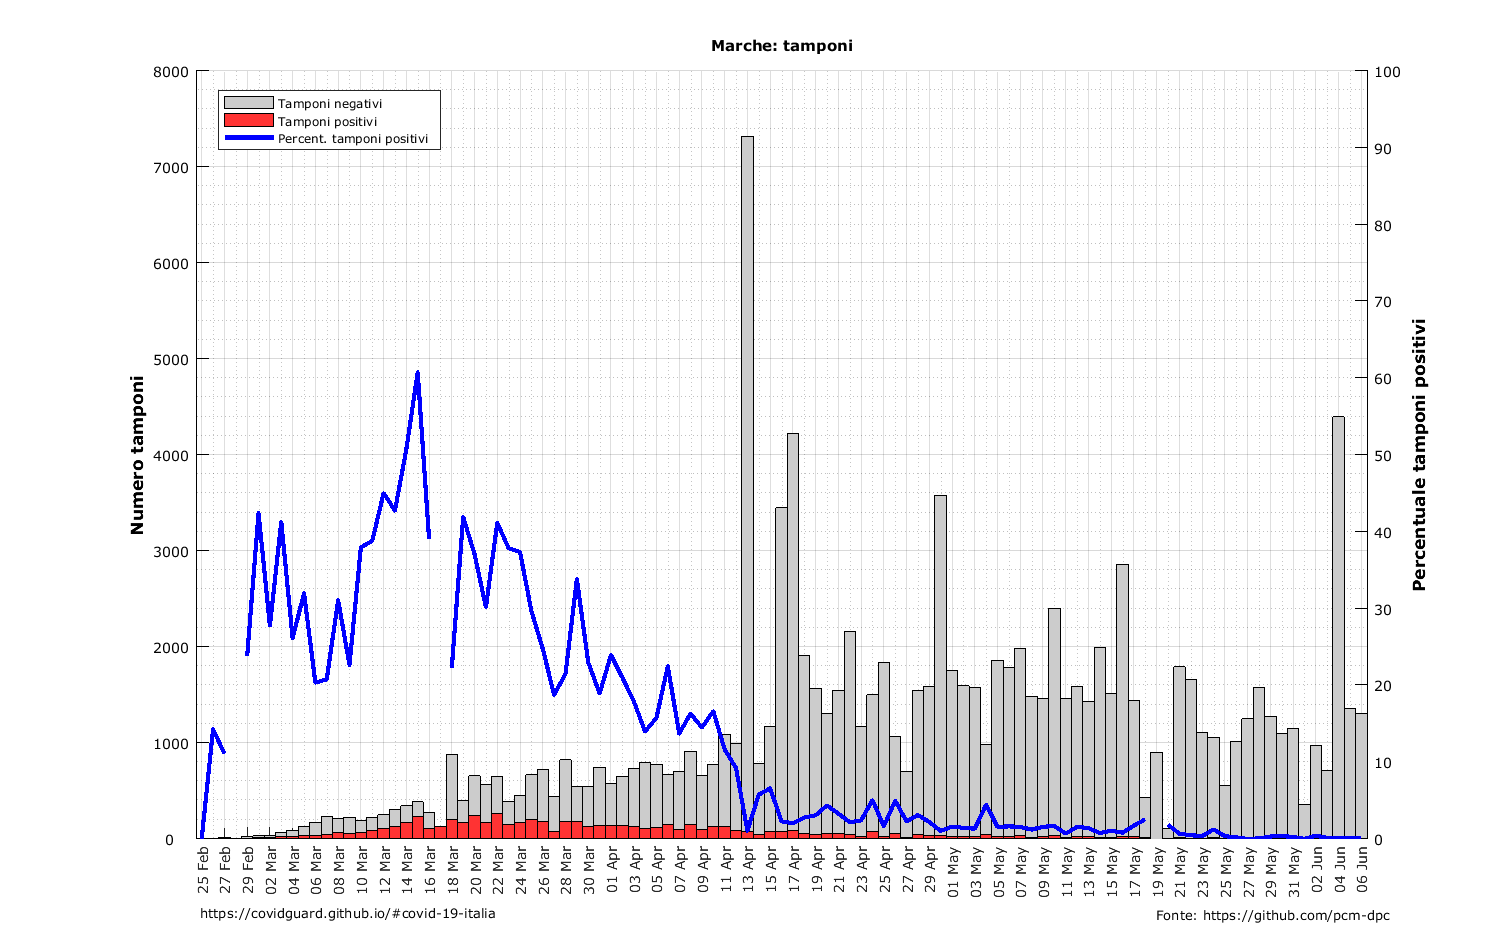 Marche: tamponi
8000
7000
6000
5000
4000
3000
2000
1000
0
Numero tamponi
Tamponi negativi
Tamponi positivi
Percent. tamponi positivi
100
90
80
70
60
50
40
30
20
10
0
Percentuale tamponi positivi
25 Feb
27 Feb
29 Feb
02 Mar
04 Mar
06 Mar
08 Mar
10 Mar
12 Mar
14 Mar
16 Mar
18 Mar
20 Mar
22 Mar
24 Mar
26 Mar
28 Mar
30 Mar
01 Apr
03 Apr
05 Apr
07 Apr
09 Apr
11 Apr
13 Apr
15 Apr
17 Apr
19 Apr
21 Apr
23 Apr
25 Apr
27 Apr
29 Apr
01 May
03 May
05 May
07 May
09 May
11 May
13 May
15 May
17 May
19 May
21 May
23 May
25 May
27 May
29 May
31 May
02 Jun
04 Jun
06 Jun
https://covidguard.github.io/#covid-19-italia
Fonte: https://github.com/pcm-dpc